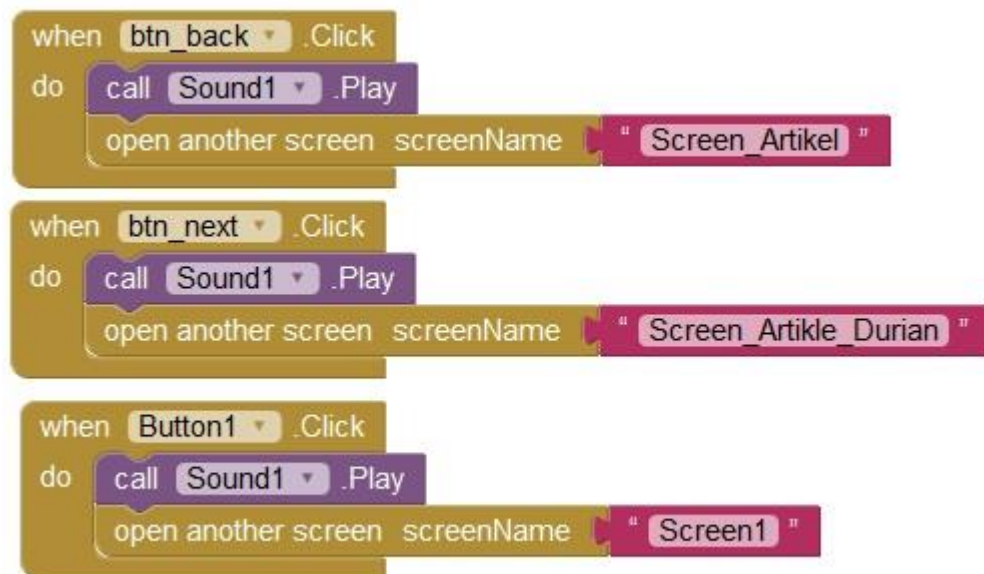 when btn_back .Click
do call Sound1 .Play
open another screen screenName " Screen_Artikel "
when btn_next .Click
do call Sound1 .Play
open another screen screenName " Screen_Artikle_Durian "
when Button1 .Click
do call Sound1 .Play
open another screen screenName " Screen1 "